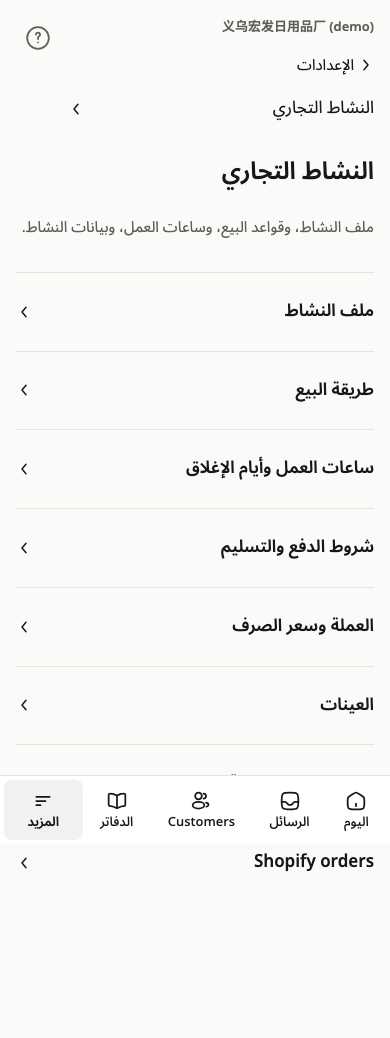 义乌宏发日用品厂 (demo)
الإعدادات
النشاط التجاري
النشاط التجاري
ملف النشاط، وقواعد البيع، وساعات العمل، وبيانات النشاط.
ملف النشاط
طريقة البيع
ساعات العمل وأيام الإغلاق
شروط الدفع والتسليم
العملة وسعر الصرف
العينات
اليوم
الرسائل
Customers
الدفاتر
المزيد
Shopify orders